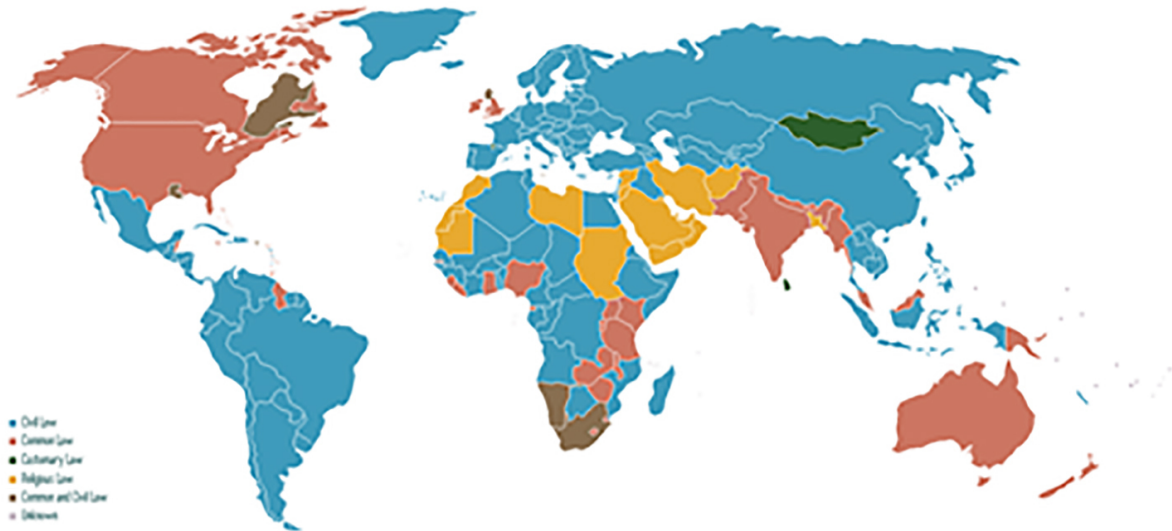 Civil Law
Common Law
Customary Law
Religious Law
Common and Civil Law
Unknown